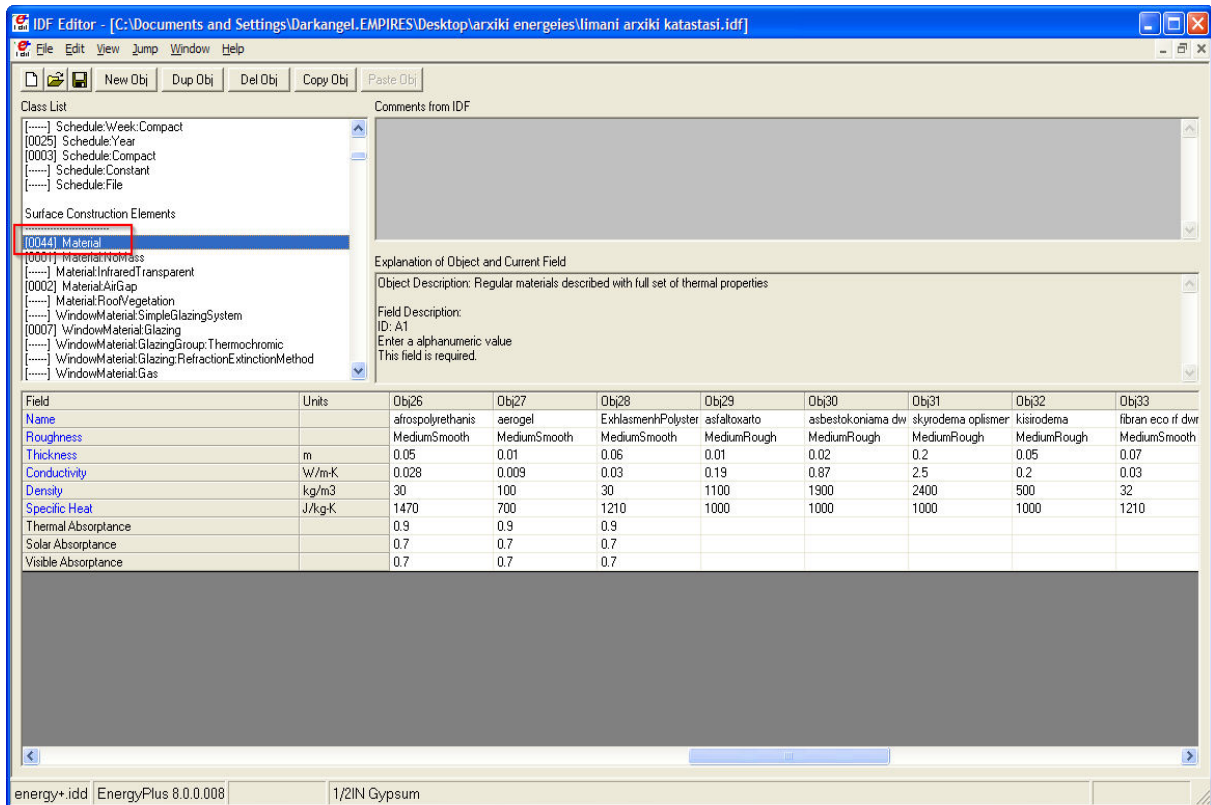 IDF Editor - [C:\Documents and Settings\Darkangel.EMPIRES\Desktop\arxiki energeies\limani arxiki katastasi.idf]
File Edit View Jump Window Help
New Obj Dup Obj Del Obj Copy Obj Paste Obj
Class List
[------] Schedule:Week:Compact
[0025] Schedule:Year
[0003] Schedule:Compact
[------] Schedule:Constant
[------] Schedule:File
Surface Construction Elements
--------------------------
[0044] Material
[0001] Material:NoMass
[------] Material:InfraredTransparent
[0002] Material:AirGap
[------] Material:RoofVegetation
[------] WindowMaterial:SimpleGlazingSystem
[0007] WindowMaterial:Glazing
[------] WindowMaterial:GlazingGroup:Thermochromic
[------] WindowMaterial:Glazing:RefractionExtinctionMethod
[------] WindowMaterial:Gas
Comments from IDF
Explanation of Object and Current Field
Object Description: Regular materials described with full set of thermal properties
Field Description:
ID: A1
Enter a alphanumeric value
This field is required.
Field Units Obj26 Obj27 Obj28 Obj29 Obj30 Obj31 Obj32 Obj33
Name afrospolyrethanis aerogel ExhlasmenhPolyster asfaltoxarto asbestokoniama dw skyrodema oplismer kisirodema fibran eco rf dwr
Roughness MediumSmooth MediumSmooth MediumSmooth MediumRough MediumRough MediumRough MediumRough MediumSmooth
Thickness m 0.05 0.01 0.06 0.01 0.02 0.2 0.05 0.07
Conductivity W/m-K 0.028 0.009 0.03 0.19 0.87 2.5 0.2 0.03
Density kg/m3 30 100 30 1100 1900 2400 500 32
Specific Heat J/kg-K 1470 700 1210 1000 1000 1000 1000 1210
Thermal Absorptance 0.9 0.9 0.9
Solar Absorptance 0.7 0.7 0.7
Visible Absorptance 0.7 0.7 0.7
energy+.idd EnergyPlus 8.0.0.008 1/2IN Gypsum